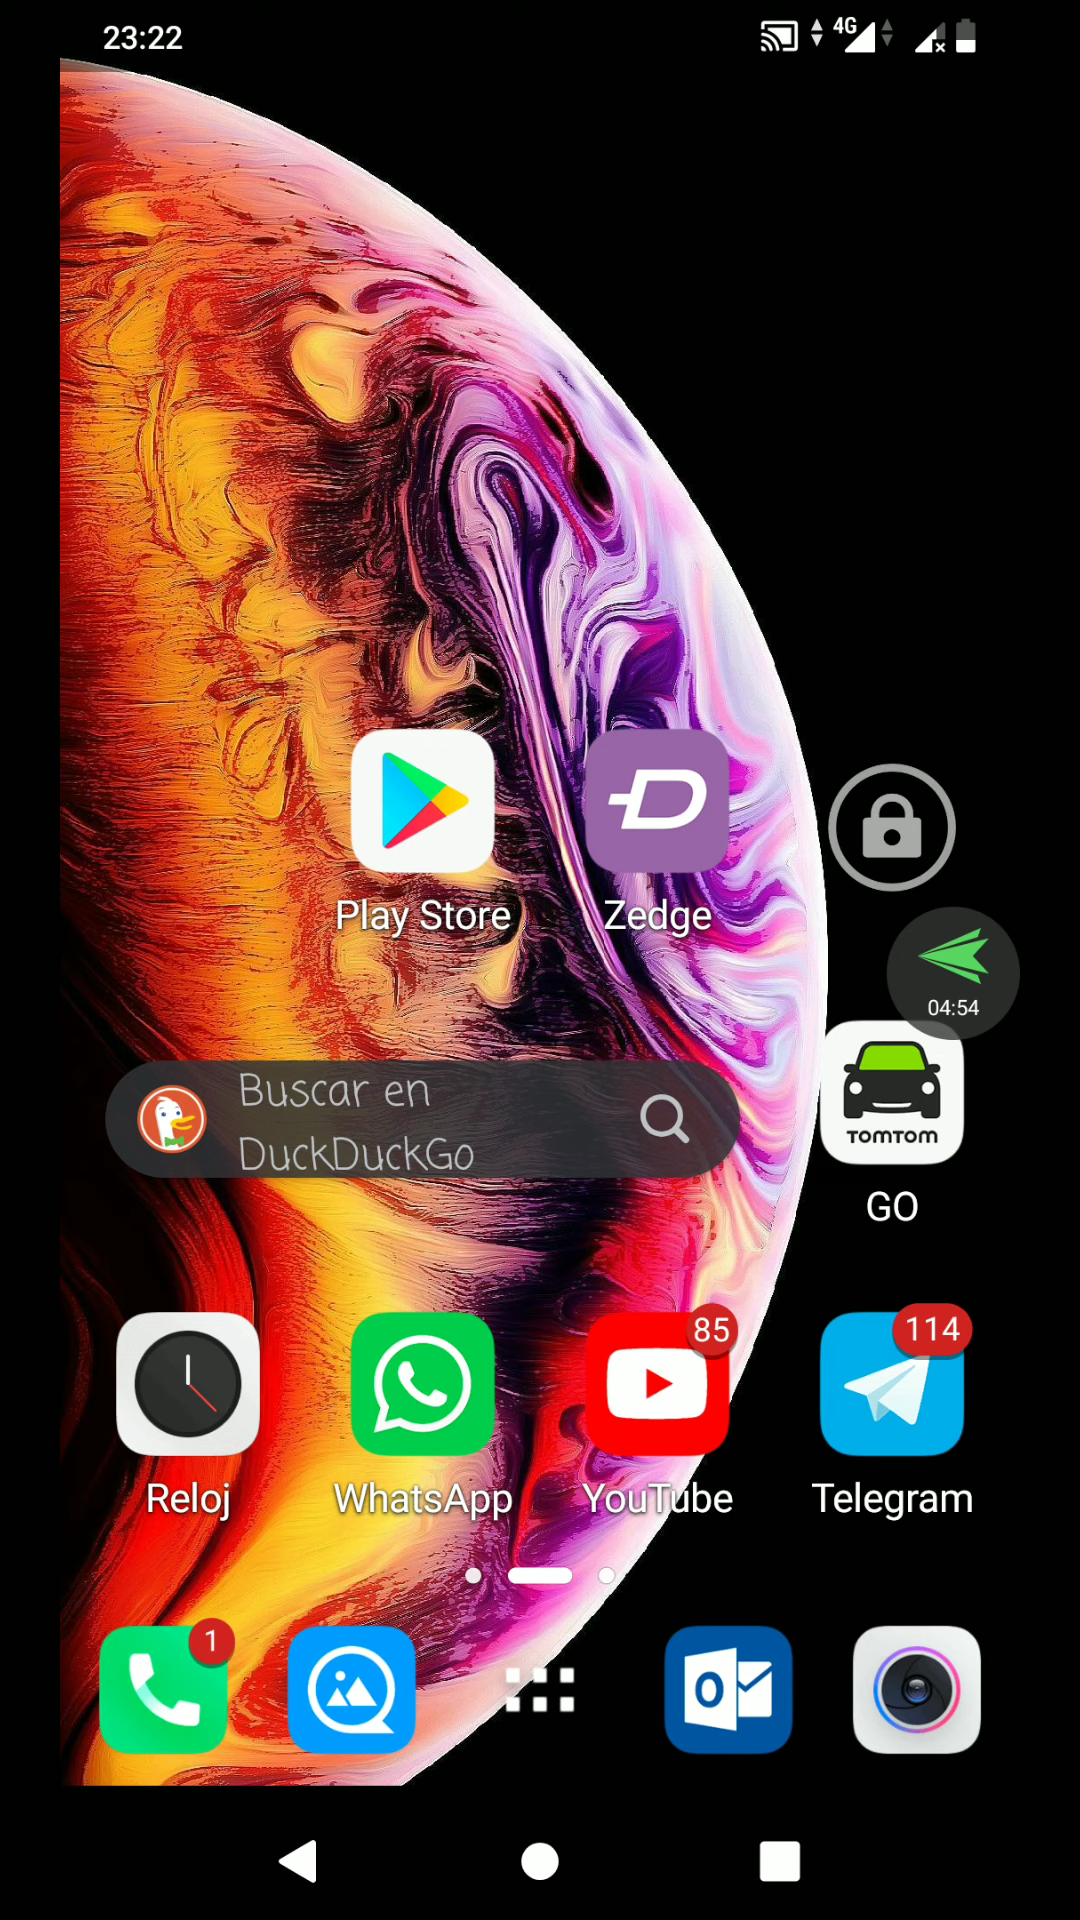 23:22
4G
Play Store
Zedge
04:54
Buscar en
DuckDuckGo
TOMTOM
GO
85
114
Reloj
WhatsApp
YouTube
Telegram
1